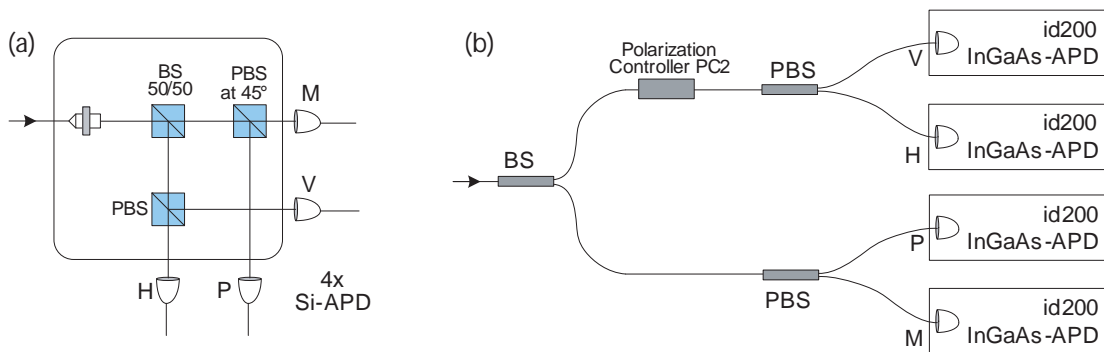 (a)
BS
50/50
PBS
at 45°
M
V
PBS
H
P
4x
Si-APD
(b)
Polarization
Controller PC2
PBS
BS
V
id200
InGaAs-APD
H
id200
InGaAs-APD
P
id200
InGaAs-APD
PBS
M
id200
InGaAs-APD